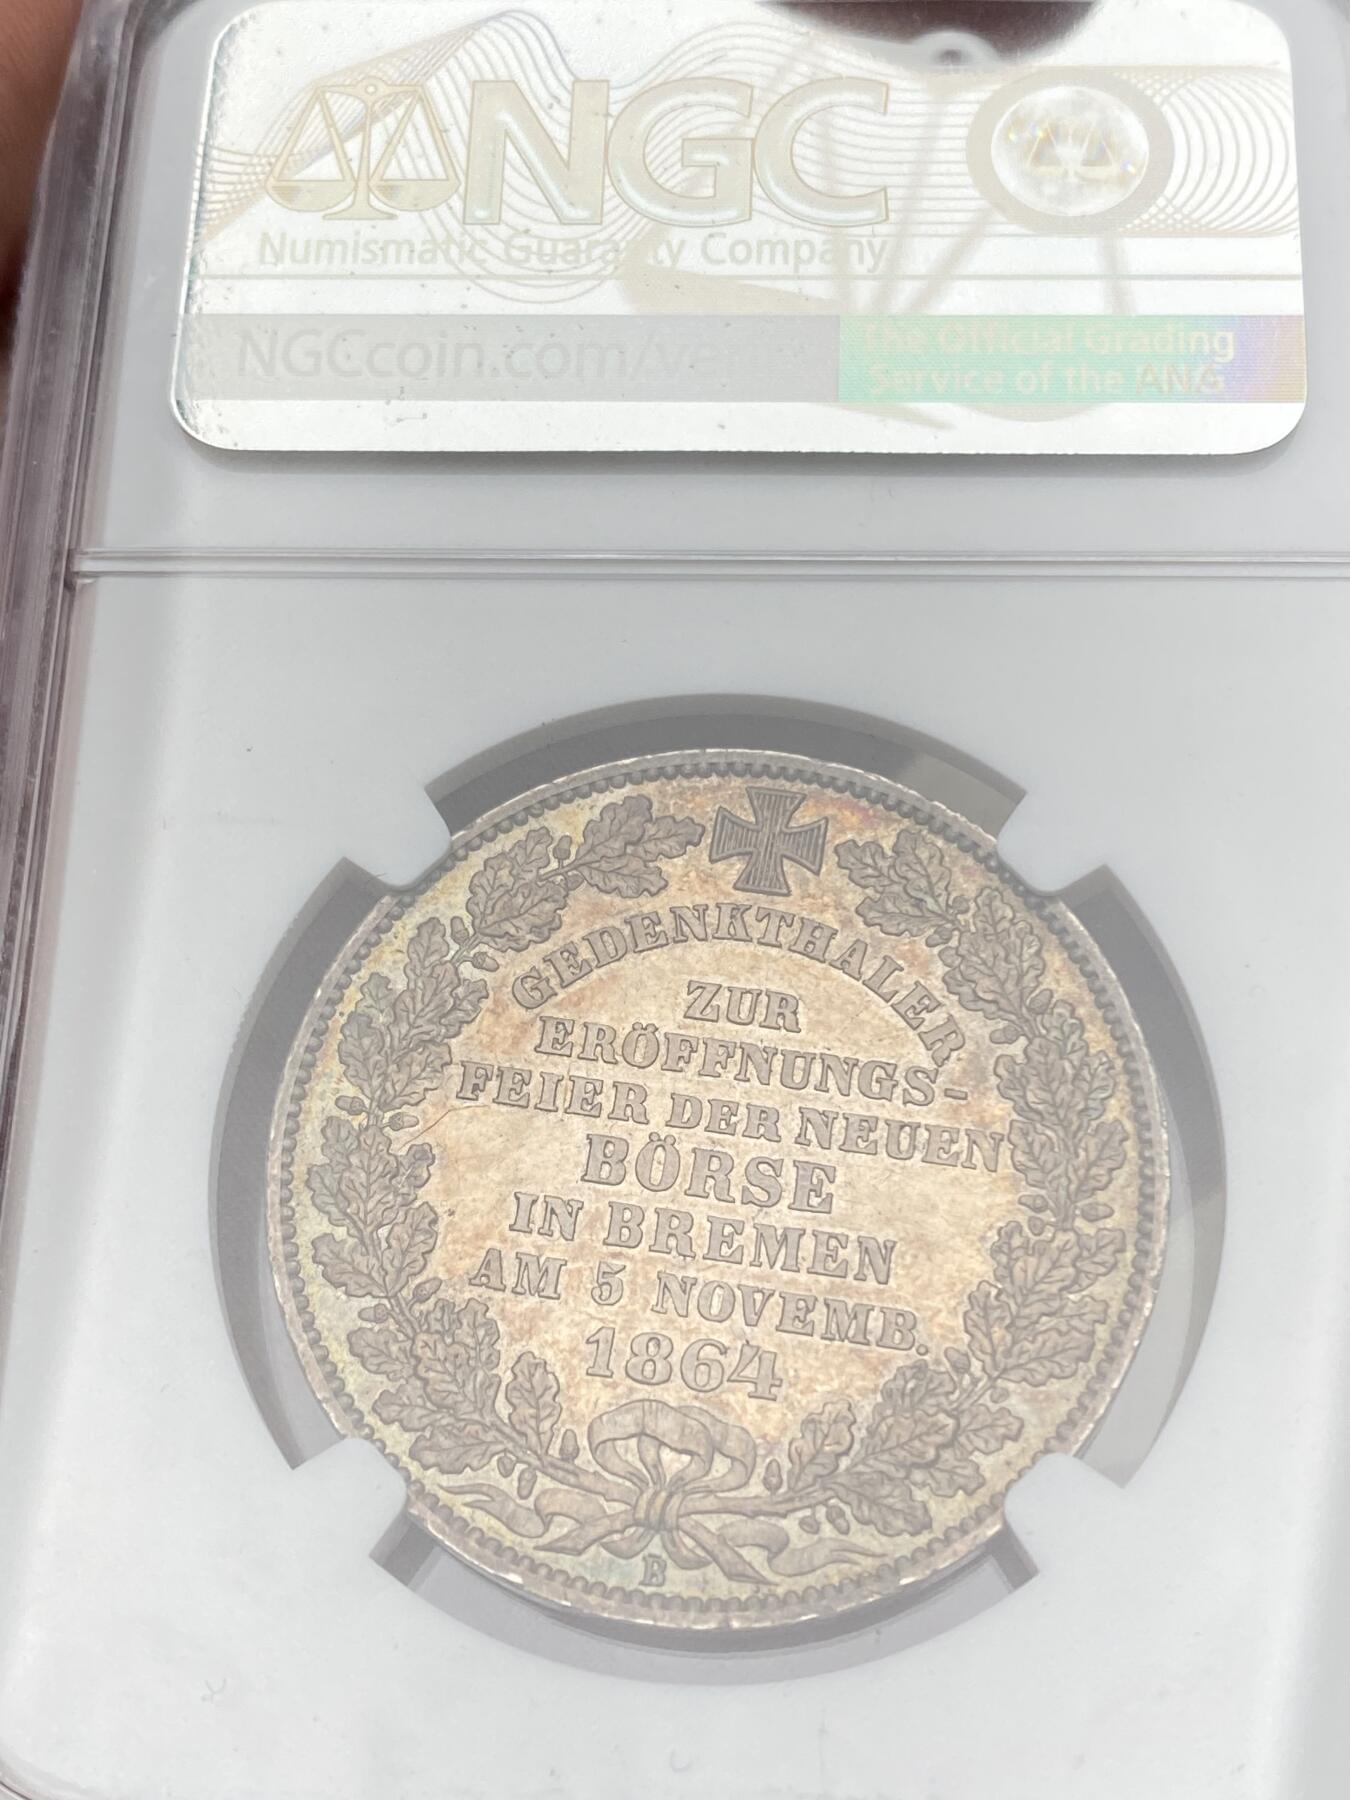 NGC
Numismatic Guaranty Company
NGCcoin.com/verify
The Official Grading
Service of the ANA
GEDENKTHALER
ZUR
ERÖFFNUNGS-
FEIER DER NEUEN
BÖRSE
IN BREMEN
AM 5 NOVEMB.
1864
B